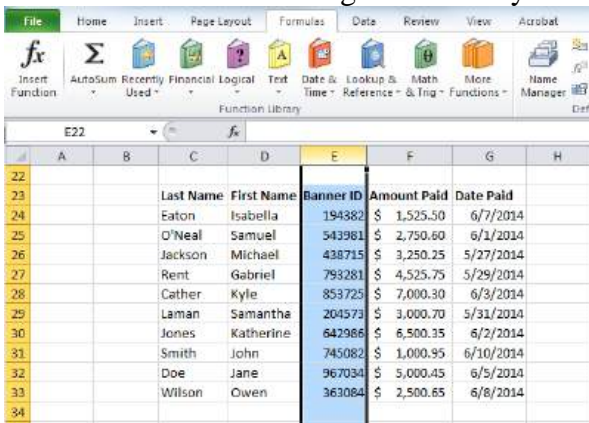 File Home Insert Page Layout Formulas Data Review View Acrobat
Insert Function AutoSum Recently Used Financial Logical Text Date & Time Lookup & Reference Math & Trig More Functions Name Manager
Function Library
E22 fx
A B C D E F G H
22
23 Last Name First Name Banner ID Amount Paid Date Paid
24 Eaton Isabella 194382 $ 1,525.50 6/7/2014
25 O'Neal Samuel 543981 $ 2,750.60 6/1/2014
26 Jackson Michael 438715 $ 3,250.25 5/27/2014
27 Rent Gabriel 793281 $ 4,525.75 5/29/2014
28 Cather Kyle 853725 $ 7,000.30 6/3/2014
29 Laman Samantha 204573 $ 3,000.70 5/31/2014
30 Jones Katherine 642986 $ 6,500.35 6/2/2014
31 Smith John 745082 $ 1,000.95 6/10/2014
32 Doe Jane 967034 $ 5,000.45 6/5/2014
33 Wilson Owen 363084 $ 2,500.65 6/8/2014
34